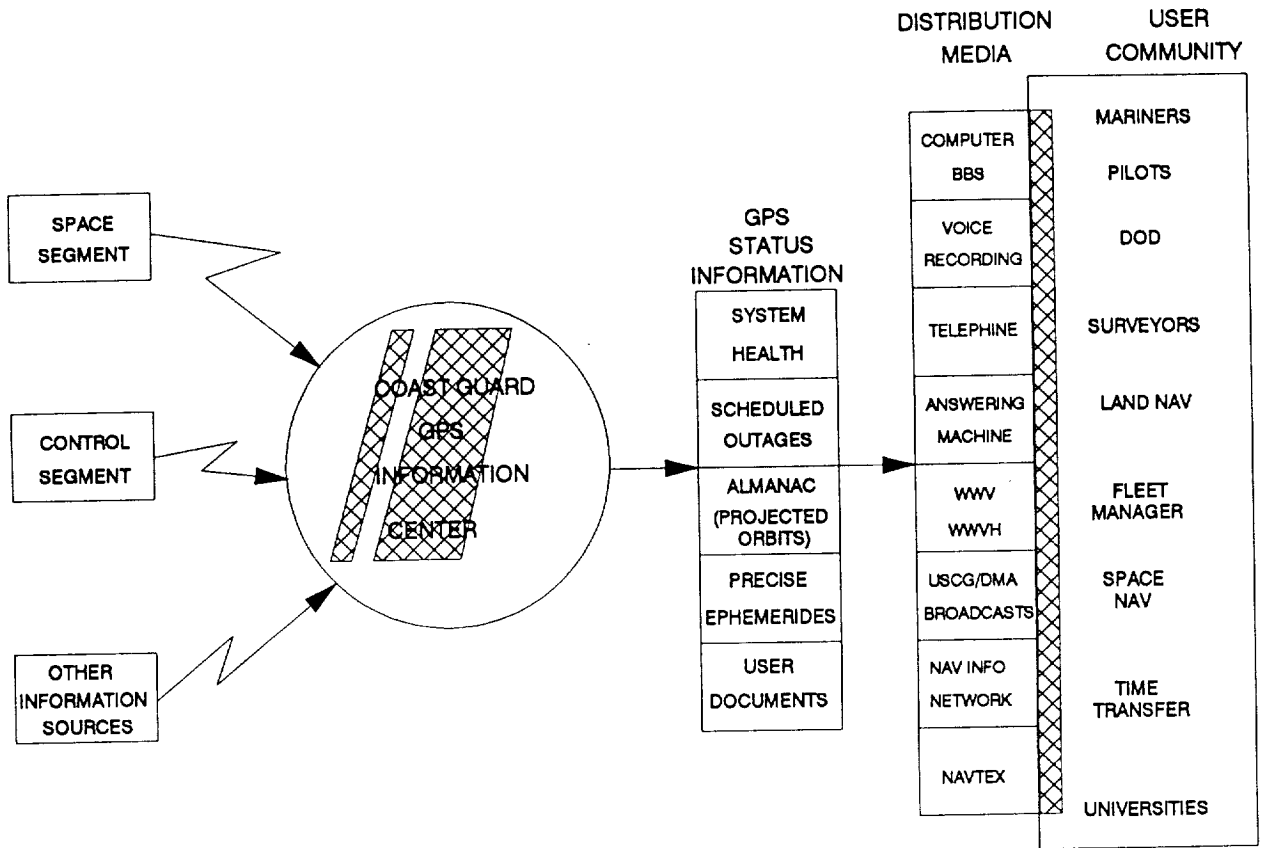 SPACE
SEGMENT
CONTROL
SEGMENT
OTHER
INFORMATION
SOURCES
COAST GUARD
GPS
INFORMATION
CENTER
GPS
STATUS
INFORMATION
SYSTEM
HEALTH
SCHEDULED
OUTAGES
ALMANAC
(PROJECTED
ORBITS)
PRECISE
EPHEMERIDES
USER
DOCUMENTS
DISTRIBUTION
MEDIA
COMPUTER
BBS
VOICE
RECORDING
TELEPHINE
ANSWERING
MACHINE
WWV
WWVH
USCG/DMA
BROADCASTS
NAV INFO
NETWORK
NAVTEX
USER
COMMUNITY
MARINERS
PILOTS
DOD
SURVEYORS
LAND NAV
FLEET
MANAGER
SPACE
NAV
TIME
TRANSFER
UNIVERSITIES